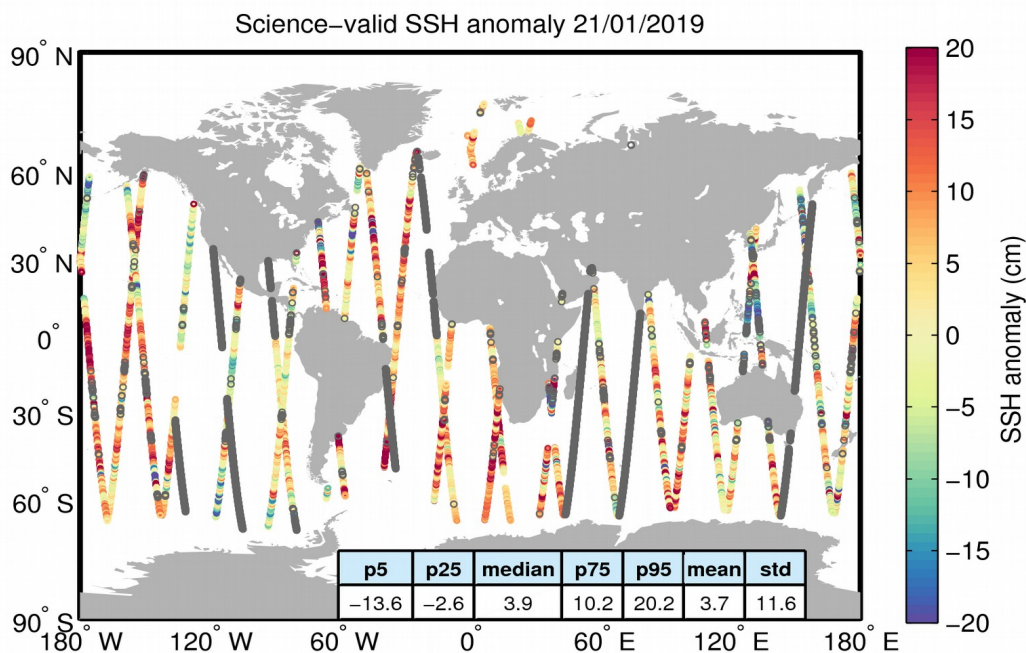 Science−valid SSH anomaly 21/01/2019
90° N
60° N
30° N
0°
30° S
60° S
90° S
180° W
120° W
60° W
0°
60° E
120° E
180° E
p5 p25 median p75 p95 mean std
−13.6 −2.6 3.9 10.2 20.2 3.7 11.6
20
15
10
5
0
−5
−10
−15
−20
SSH anomaly (cm)